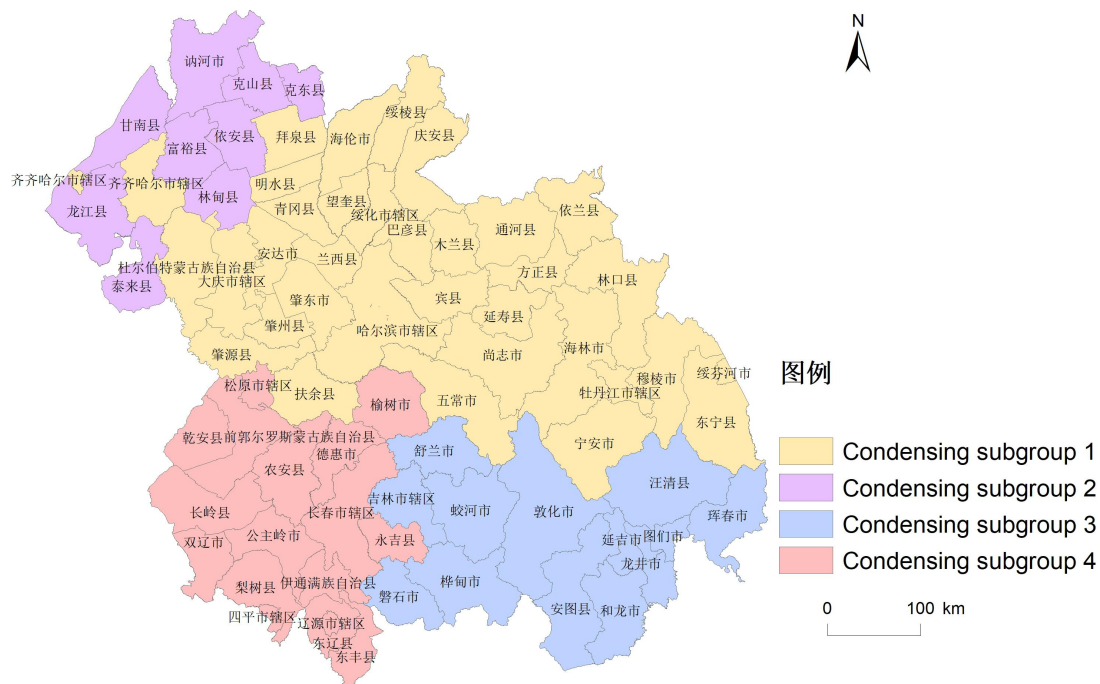 N
讷河市
克山县
克东县
绥棱县
甘南县
庆安县
富裕县
依安县
拜泉县
海伦市
齐齐哈尔市辖区
齐齐哈尔市辖区
明水县
林甸县
望奎县
龙江县
青冈县
绥化市辖区
依兰县
巴彦县
木兰县
通河县
安达市
兰西县
杜尔伯特蒙古族自治县
方正县
林口县
大庆市辖区
泰来县
肇东市
宾县
延寿县
肇州县
哈尔滨市辖区
肇源县
尚志市
海林市
绥芬河市
穆棱市
松原市辖区
牡丹江市辖区
扶余县
五常市
榆树市
东宁县
图例
乾安县
前郭尔罗斯蒙古族自治县
宁安市
德惠市
舒兰市
Condensing subgroup 1
农安县
汪清县
Condensing subgroup 2
吉林市辖区
长岭县
长春市辖区
蛟河市
敦化市
珲春市
Condensing subgroup 3
双辽市
公主岭市
永吉县
延吉市
图们市
龙井市
Condensing subgroup 4
梨树县
伊通满族自治县
桦甸市
磐石市
安图县
和龙市
0
100 km
四平市辖区
辽源市辖区
东辽县
东丰县